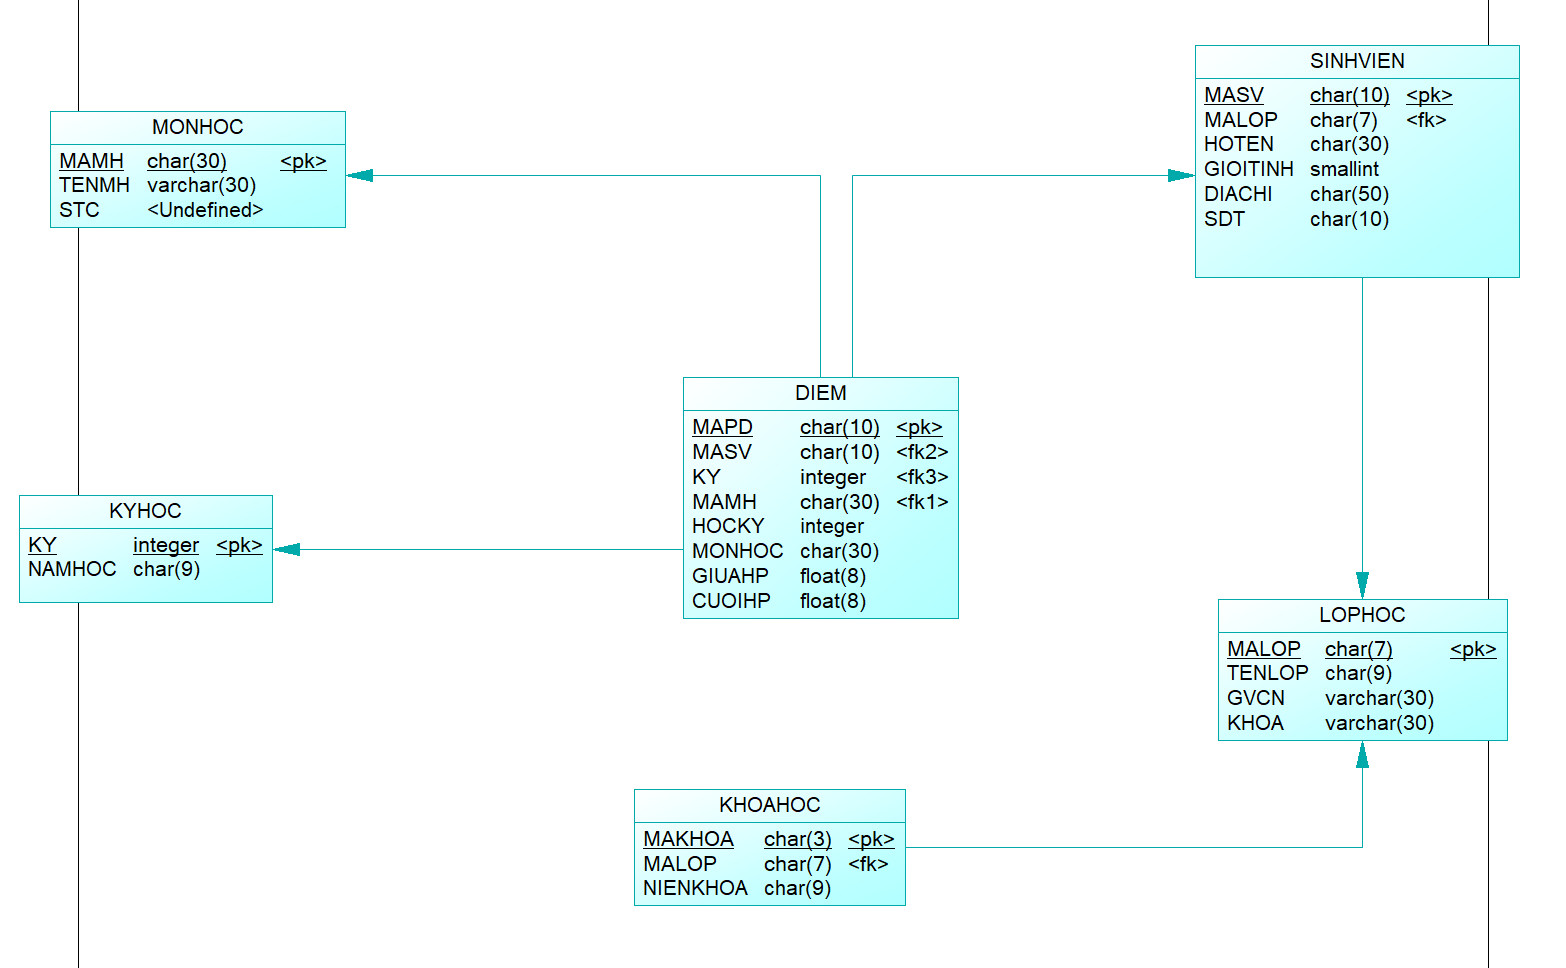 SINHVIEN
MASV char(10) <pk>
MALOP char(7) <fk>
HOTEN char(30)
GIOITINH smallint
DIACHI char(50)
SDT char(10)
MONHOC
MAMH char(30) <pk>
TENMH varchar(30)
STC <Undefined>
DIEM
MAPD char(10) <pk>
MASV char(10) <fk2>
KY integer <fk3>
MAMH char(30) <fk1>
HOCKY integer
MONHOC char(30)
GIUAHP float(8)
CUOIHP float(8)
KYHOC
KY integer <pk>
NAMHOC char(9)
LOPHOC
MALOP char(7) <pk>
TENLOP char(9)
GVCN varchar(30)
KHOA varchar(30)
KHOAHOC
MAKHOA char(3) <pk>
MALOP char(7) <fk>
NIENKHOA char(9)